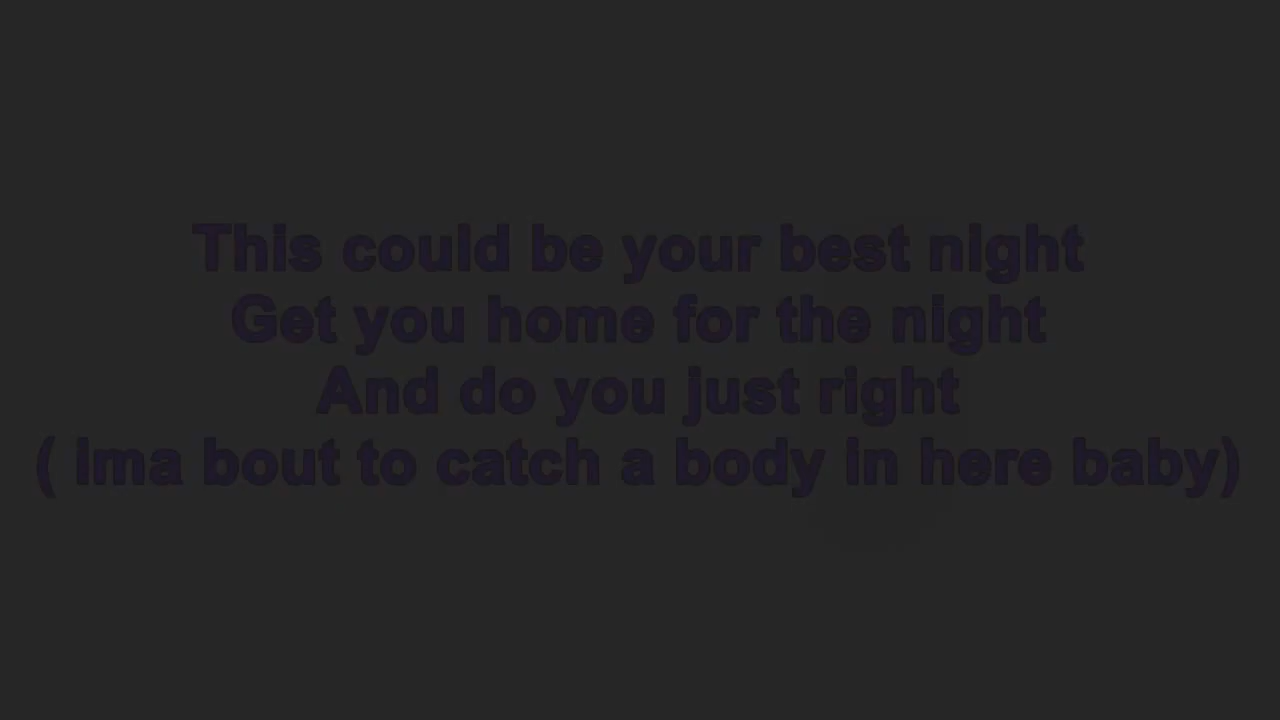 This could be your best night
Get you home for the night
And do you just right
( ima bout to catch a body in here baby)